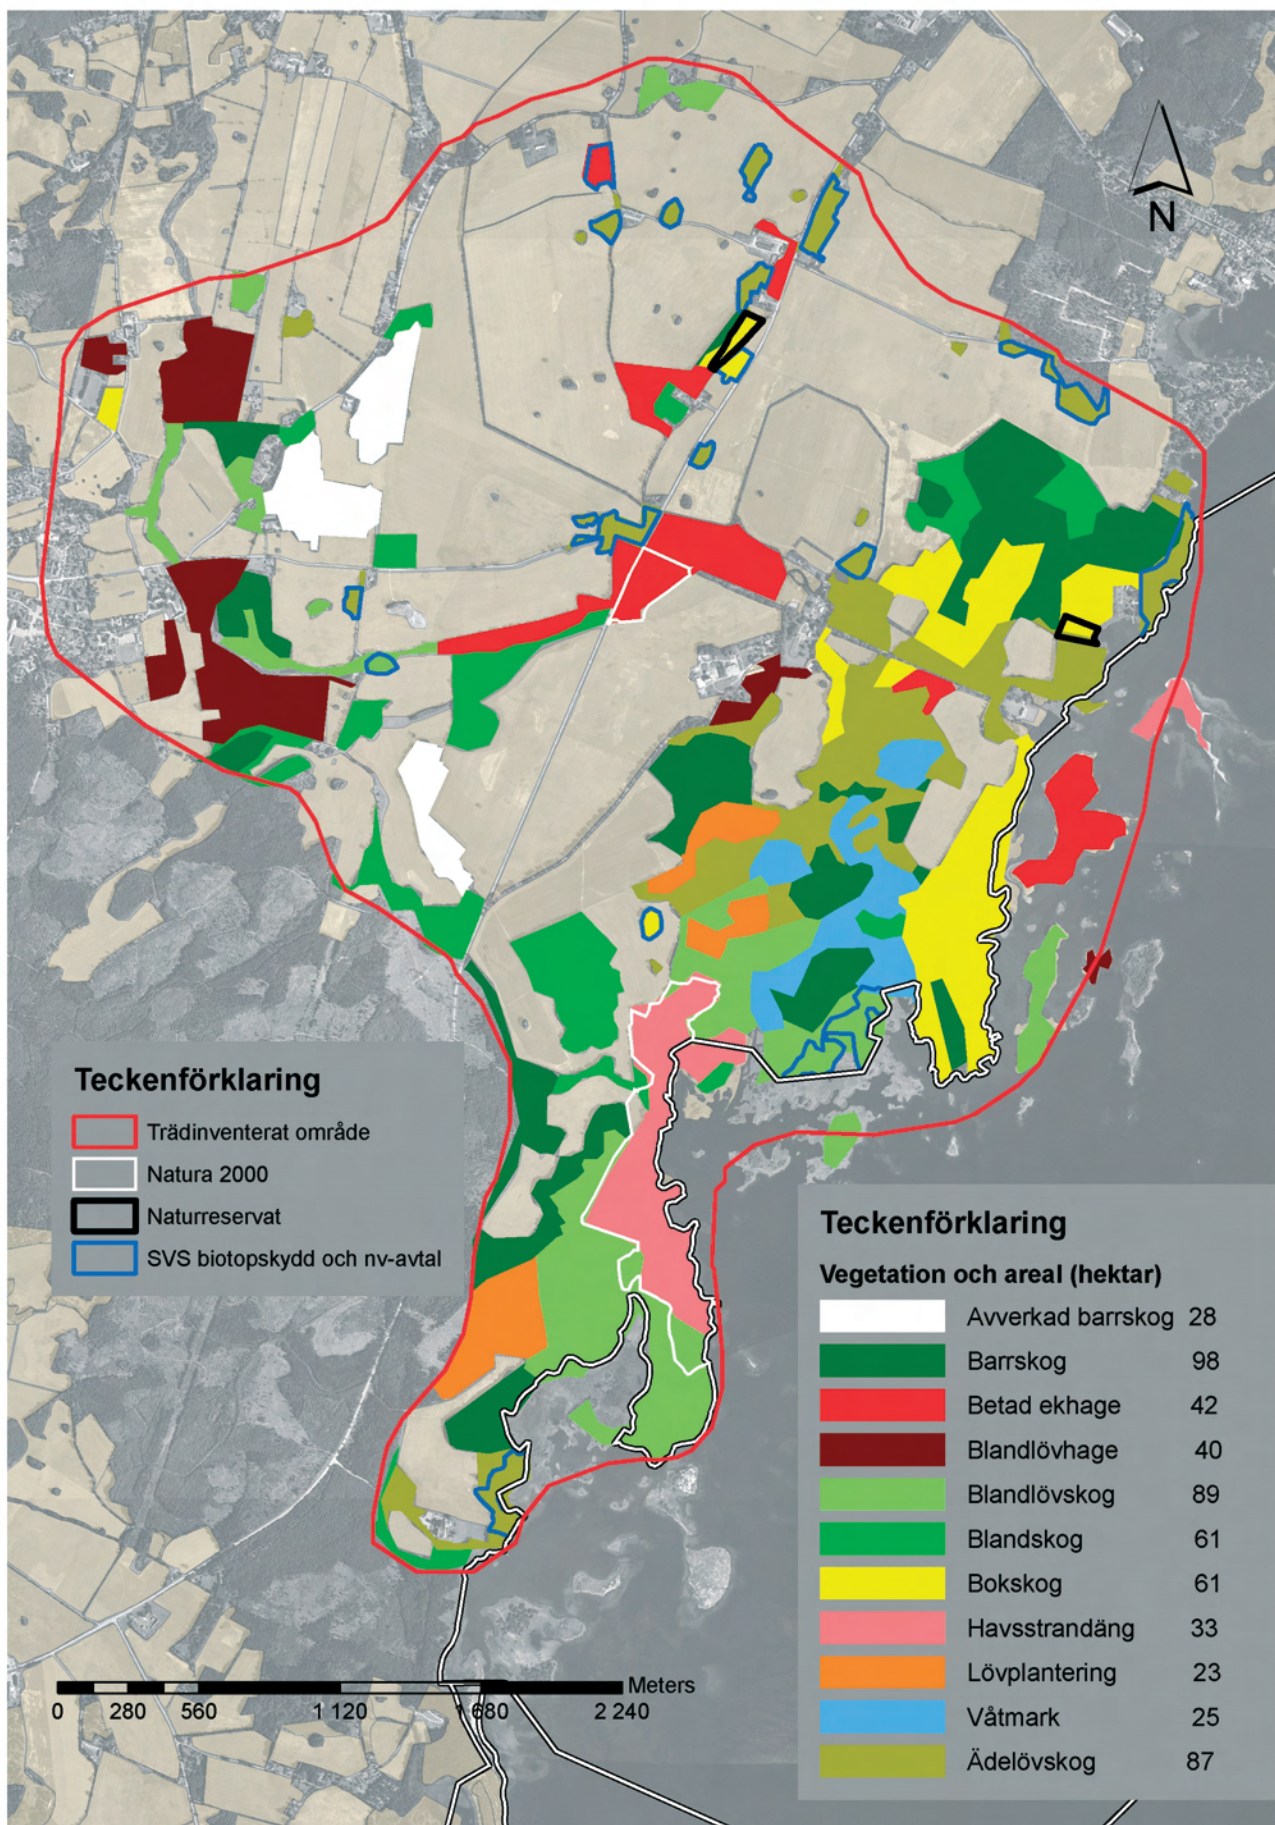 N
Teckenförklaring
Trädinventerat område
Natura 2000
Naturreservat
SVS biotopskydd och nv-avtal
Teckenförklaring
Vegetation och areal (hektar)
Avverkad barrskog 28
Barrskog 98
Betad ekhage 42
Blandlövhage 40
Blandlövskog 89
Blandskog 61
Bokskog 61
Havsstrandäng 33
Lövplantering 23
Våtmark 25
Ädelövskog 87
Meters
0 280 560 1 120 1 680 2 240